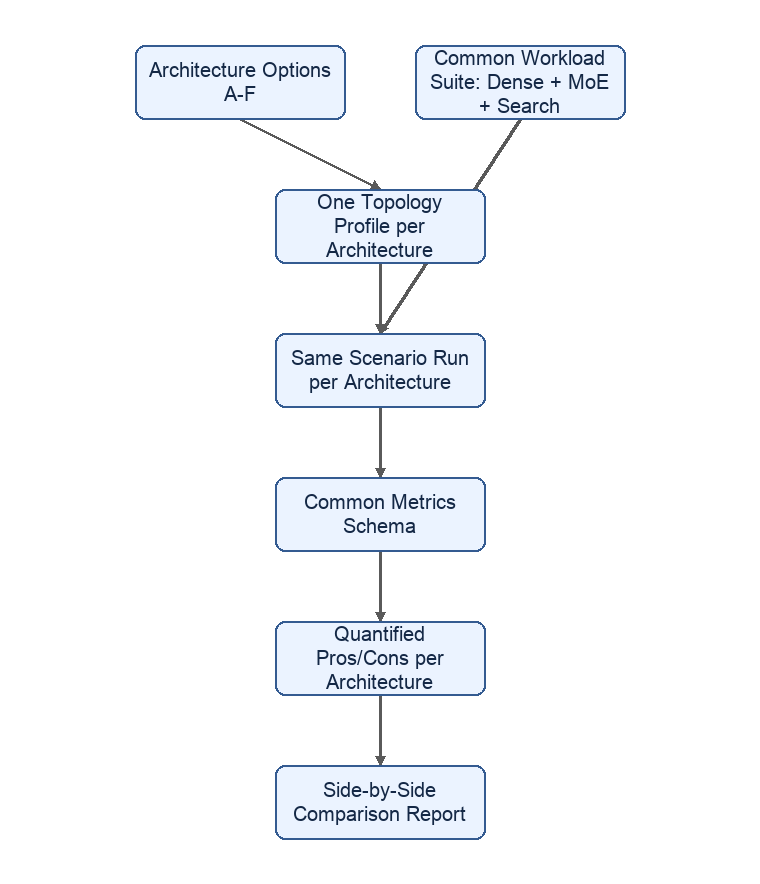 Architecture Options
A-F
Common Workload
Suite: Dense + MoE
+ Search
One Topology
Profile per
Architecture
Same Scenario Run
per Architecture
Common Metrics
Schema
Quantified
Pros/Cons per
Architecture
Side-by-Side
Comparison Report